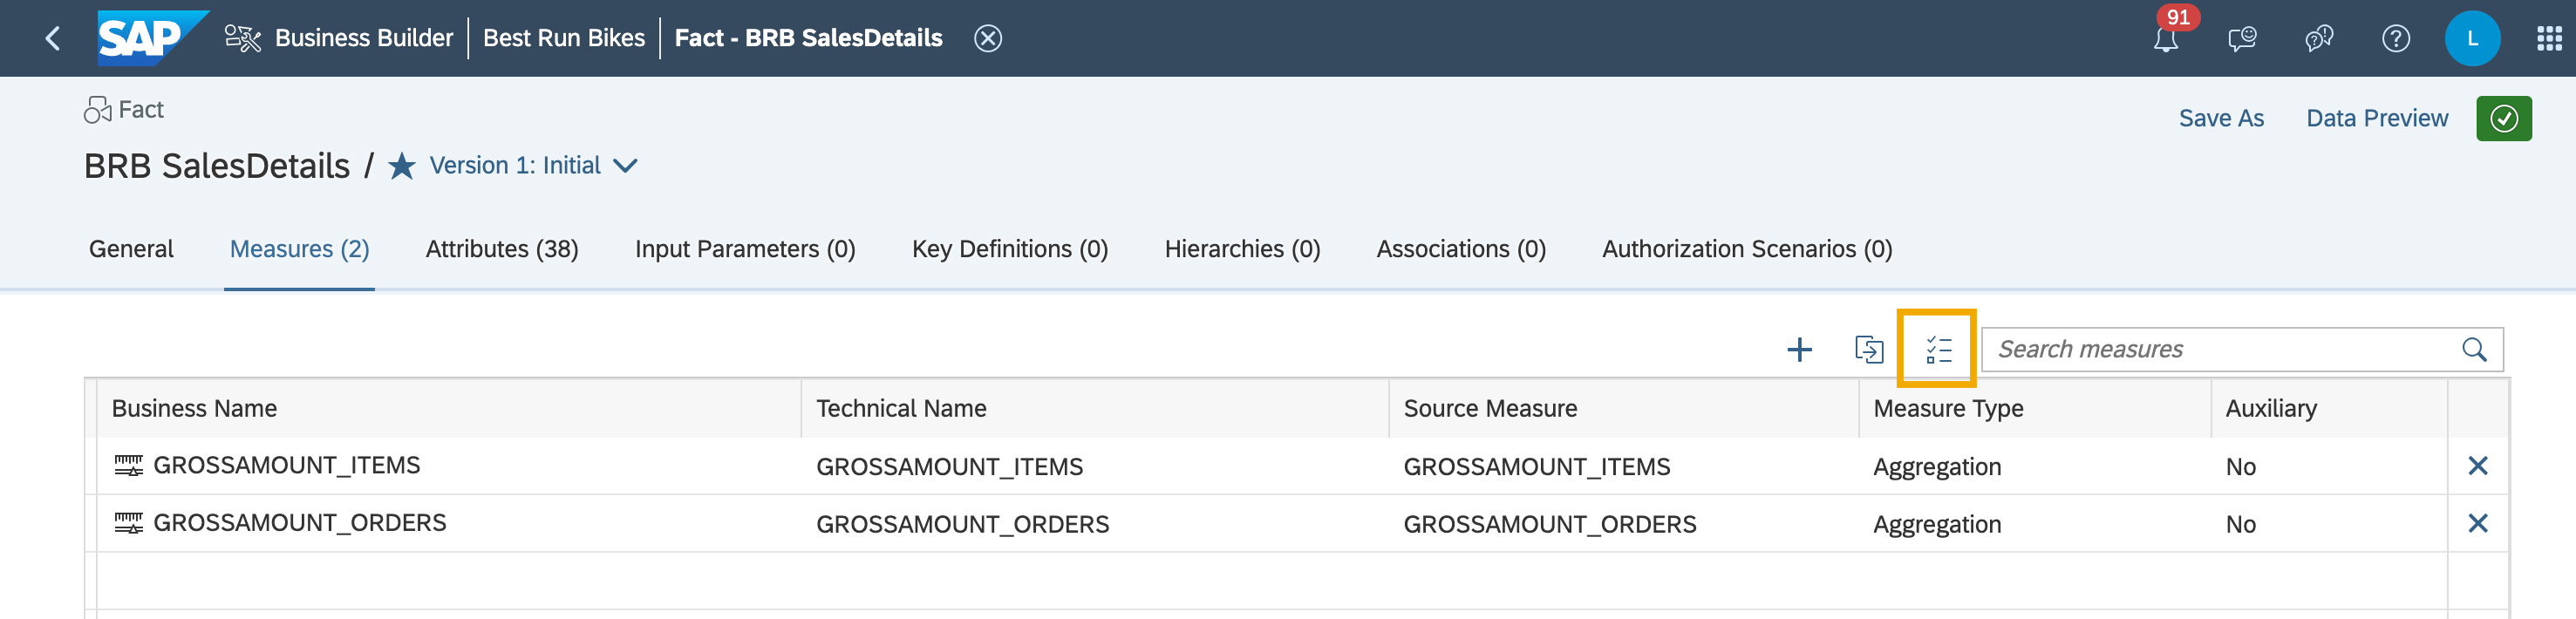 SAP Business Builder Best Run Bikes Fact - BRB SalesDetails 91 L
Fact
Save As Data Preview
BRB SalesDetails / Version 1: Initial
General Measures (2) Attributes (38) Input Parameters (0) Key Definitions (0) Hierarchies (0) Associations (0) Authorization Scenarios (0)
Search measures
Business Name Technical Name Source Measure Measure Type Auxiliary
GROSSAMOUNT_ITEMS GROSSAMOUNT_ITEMS GROSSAMOUNT_ITEMS Aggregation No
GROSSAMOUNT_ORDERS GROSSAMOUNT_ORDERS GROSSAMOUNT_ORDERS Aggregation No